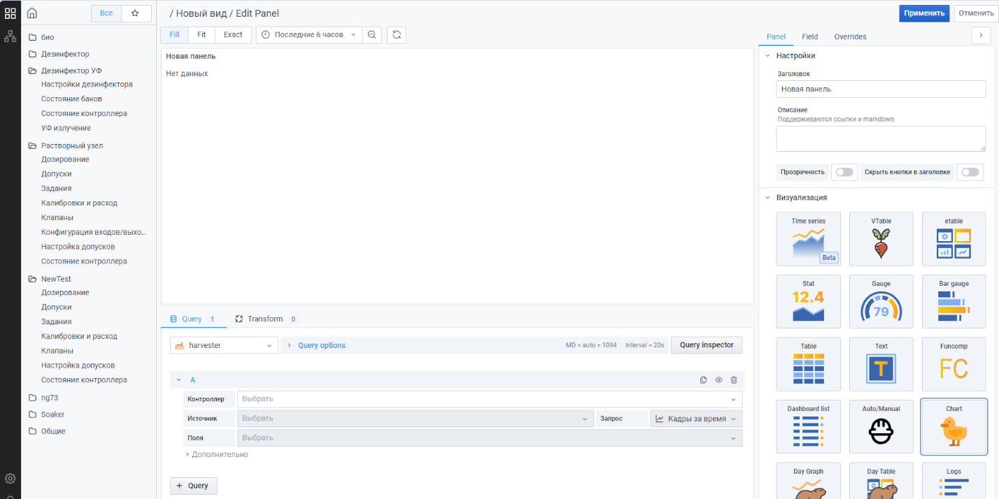 Все
био
Дезинфектор
Дезинфектор УФ
Настройки дезинфектора
Состояние баков
Состояние контроллера
УФ излучение
Растворный узел
Дозирование
Допуски
Задания
Калибровки и расход
Клапаны
Конфигурация входов/выхо...
Настройка допусков
Состояние контроллера
NewTest
Дозирование
Допуски
Задания
Калибровки и расход
Клапаны
Настройка допусков
Состояние контроллера
ng73
Soaker
Общие
/ Новый вид / Edit Panel
Применить Отменить
Fill Fit Exact Последние 6 часов
Новая панель
Нет данных
Query 1 Transform 0
harvester Query options MD = auto = 1094 Interval = 20s Query inspector
A
Контроллер Выбрать
Источник Выбрать Запрос Кадры за время
Поля Выбрать
Дополнительно
+ Query
Panel Field Overrides
Настройки
Заголовок
Новая панель
Описание
Поддерживаются ссылки и markdown.
Прозрачность Скрыть кнопки в заголовке
Визуализация
Time series VTable etable
Beta
Stat Gauge Bar gauge
12.4 79
Table Text Funcomp
T FC
Dashboard list Auto/Manual Chart
Day Graph Day Table Logs